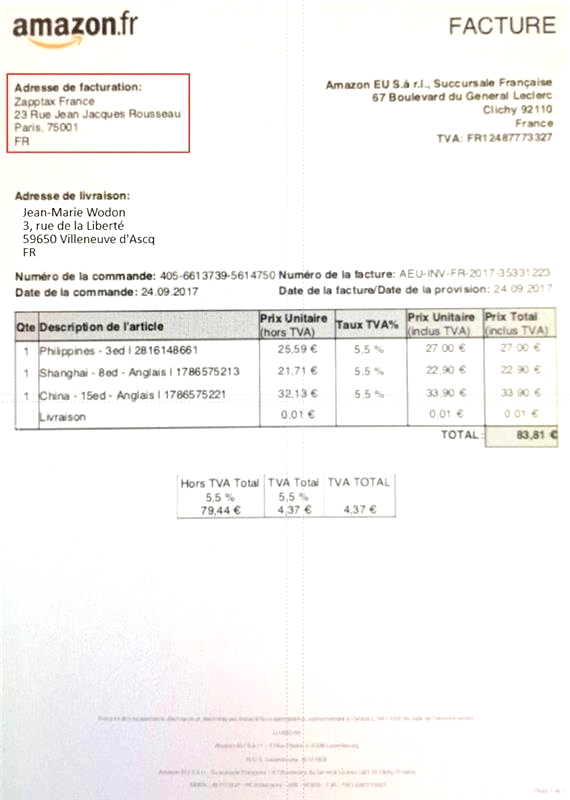 amazon.fr
FACTURE
Adresse de facturation:
Zapptax France
23 Rue Jean Jacques Rousseau
Paris, 75001
FR
Amazon EU S.à r.l., Succursale Française
67 Boulevard du General Leclerc
Clichy 92110
France
TVA: FR12487773327
Adresse de livraison:
Jean-Marie Wodon
3, rue de la Liberté
59650 Villeneuve d'Ascq
FR
Numéro de la commande: 405-6613739-5614750 Numéro de la facture: AEU-INV-FR-2017-35331223
Date de la commande: 24.09.2017 Date de la facture/Date de la provision: 24 09 2017
Qte Description de l'article Prix Unitaire (hors TVA) Taux TVA% Prix Unitaire (inclus TVA) Prix Total (inclus TVA)
1 Philippines - 3ed | 2816148661 25,59 € 5.5 % 27.00 € 27 00 €
1 Shanghai - 8ed - Anglais | 1786575213 21,71 € 5.5 % 22.90 € 22 90 €
1 China - 15ed - Anglais | 1786575221 32,13 € 5.5 % 33,90 € 33 90 €
Livraison 0,01 € 0 01 € 0 01 €
TOTAL: 83,81 €
Hors TVA Total TVA Total TVA TOTAL
5,5 % 5,5 %
79,44 € 4,37 € 4,37 €